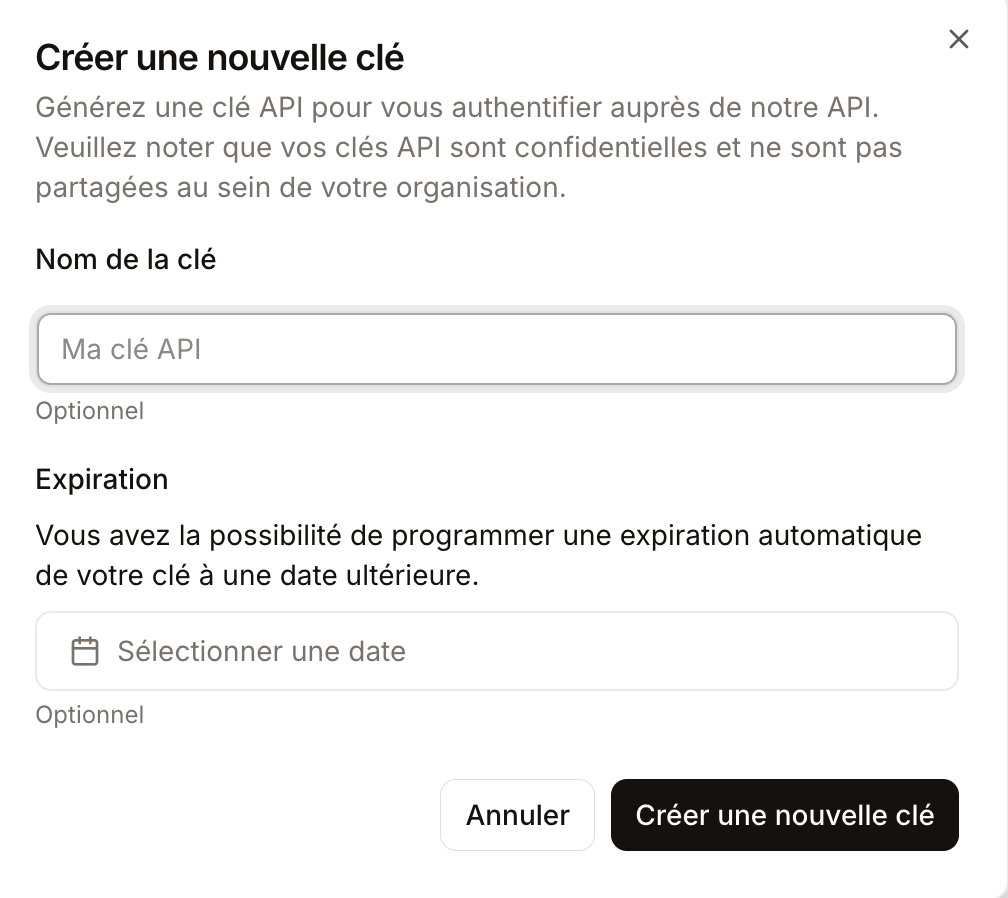 Créer une nouvelle clé
Générez une clé API pour vous authentifier auprès de notre API.
Veuillez noter que vos clés API sont confidentielles et ne sont pas
partagées au sein de votre organisation.
Nom de la clé
Ma clé API
Optionnel
Expiration
Vous avez la possibilité de programmer une expiration automatique
de votre clé à une date ultérieure.
Sélectionner une date
Optionnel
Annuler
Créer une nouvelle clé